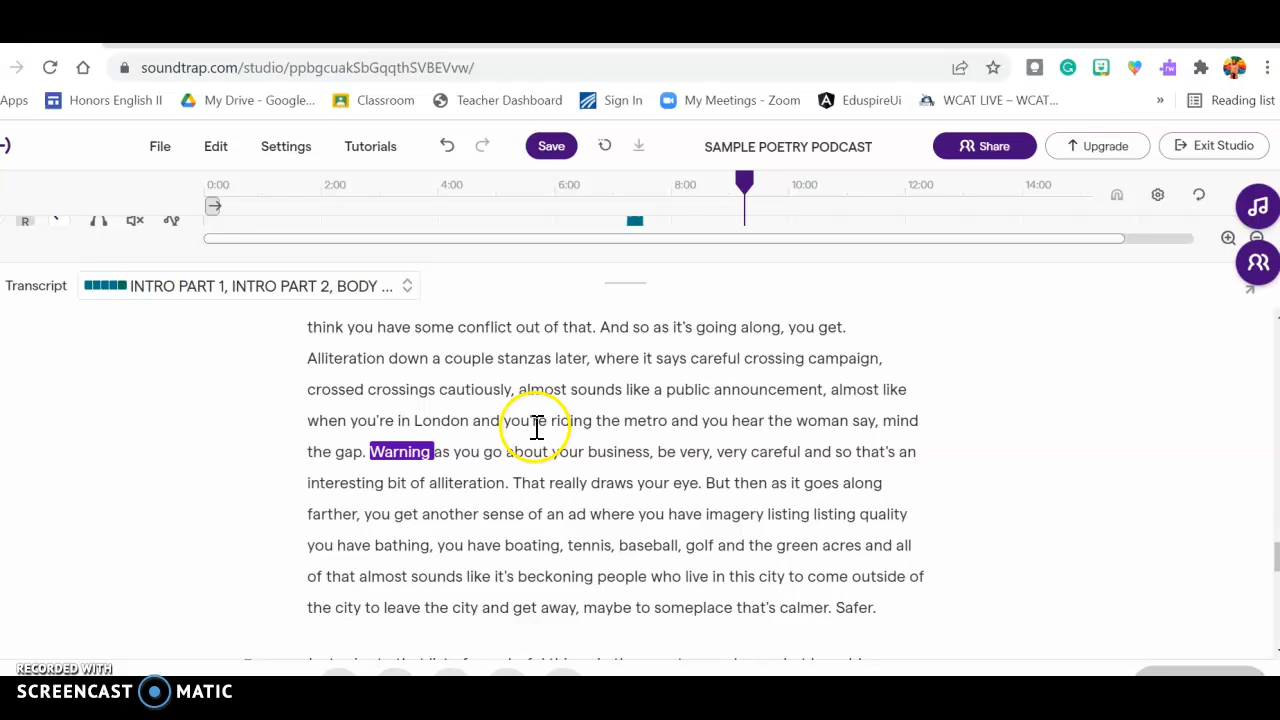 soundtrap.com/studio/ppbgcuakSbGqqthSVBEVvw/
Apps Honors English II My Drive - Google... Classroom Teacher Dashboard Sign In My Meetings - Zoom EduspireUi WCAT LIVE – WCAT... » Reading list
File Edit Settings Tutorials Save SAMPLE POETRY PODCAST Share Upgrade Exit Studio
0:00 2:00 4:00 6:00 8:00 10:00 12:00 14:00
R
Transcript INTRO PART 1, INTRO PART 2, BODY ...
think you have some conflict out of that. And so as it's going along, you get.
Alliteration down a couple stanzas later, where it says careful crossing campaign,
crossed crossings cautiously, almost sounds like a public announcement, almost like
when you're in London and you're riding the metro and you hear the woman say, mind
the gap. Warning as you go about your business, be very, very careful and so that's an
interesting bit of alliteration. That really draws your eye. But then as it goes along
farther, you get another sense of an ad where you have imagery listing listing quality
you have bathing, you have boating, tennis, baseball, golf and the green acres and all
of that almost sounds like it's beckoning people who live in this city to come outside of
the city to leave the city and get away, maybe to someplace that's calmer. Safer.
RECORDED WITH
SCREENCAST MATIC